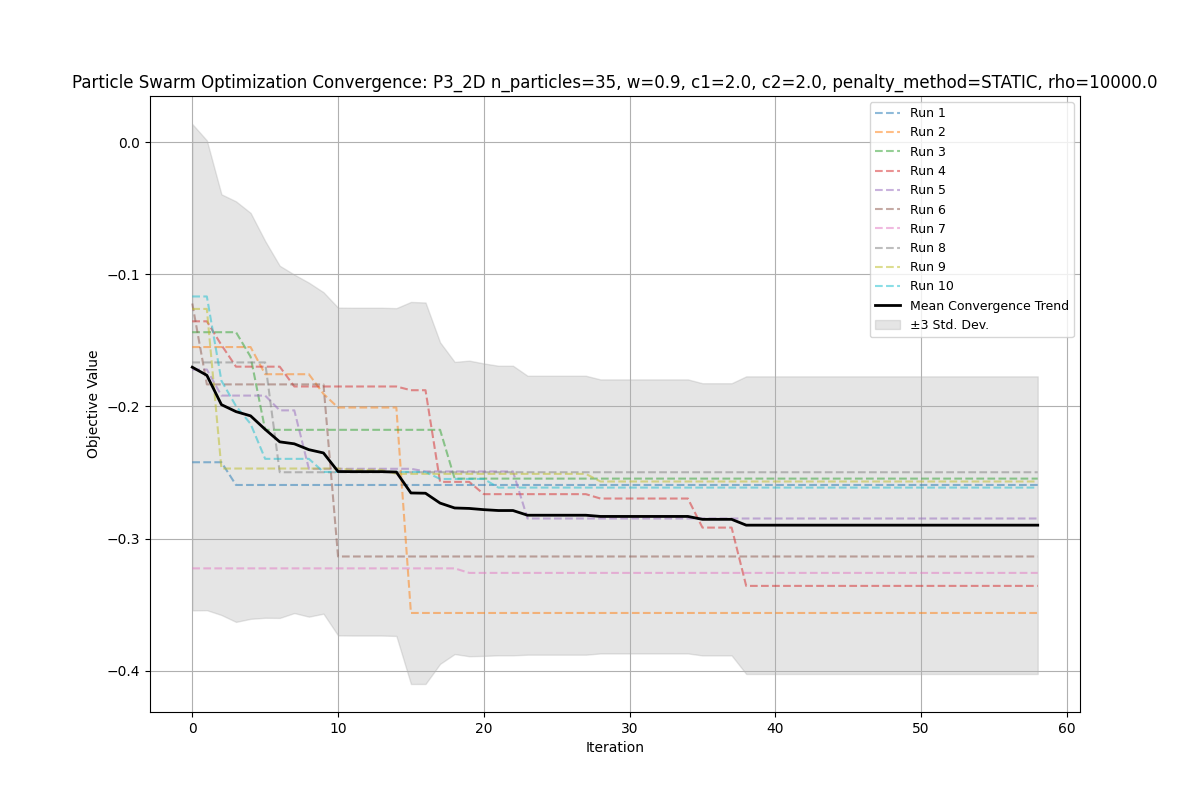 Particle Swarm Optimization Convergence: P3_2D n_particles=35, w=0.9, c1=2.0, c2=2.0, penalty_method=STATIC, rho=10000.0
Run 1
Run 2
Run 3
Run 4
Run 5
Run 6
Run 7
Run 8
Run 9
Run 10
Mean Convergence Trend
±3 Std. Dev.
Objective Value
0.0
−0.1
−0.2
−0.3
−0.4
0 10 20 30 40 50 60
Iteration